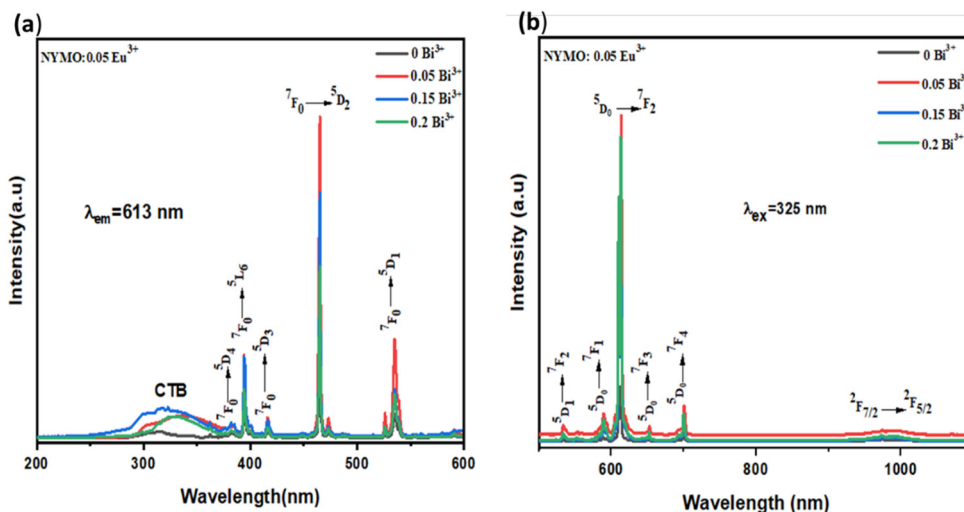 (a)
NYMO:0.05 Eu³⁺
0 Bi³⁺
0.05 Bi³⁺
0.15 Bi³⁺
0.2 Bi³⁺
⁷F₀ → ⁵D₂
λem=613 nm
CTB
⁷F₀ → ⁵D₄
⁷F₀ → ⁵L₆
⁷F₀ → ⁵D₃
⁷F₀ → ⁵D₁
Intensity(a.u)
200 300 400 500 600
Wavelength(nm)
(b)
NYMO: 0.05 Eu³⁺
0 Bi³⁺
0.05 Bi³
0.15 Bi³
0.2 Bi³⁺
⁵D₀ → ⁷F₂
λex=325 nm
⁵D₁ → ⁷F₂
⁵D₀ → ⁷F₁
⁵D₀ → ⁷F₃
⁵D₀ → ⁷F₄
²F₇/₂ → ²F₅/₂
Intensity (a.u)
600 800 1000
Wavelength (nm)